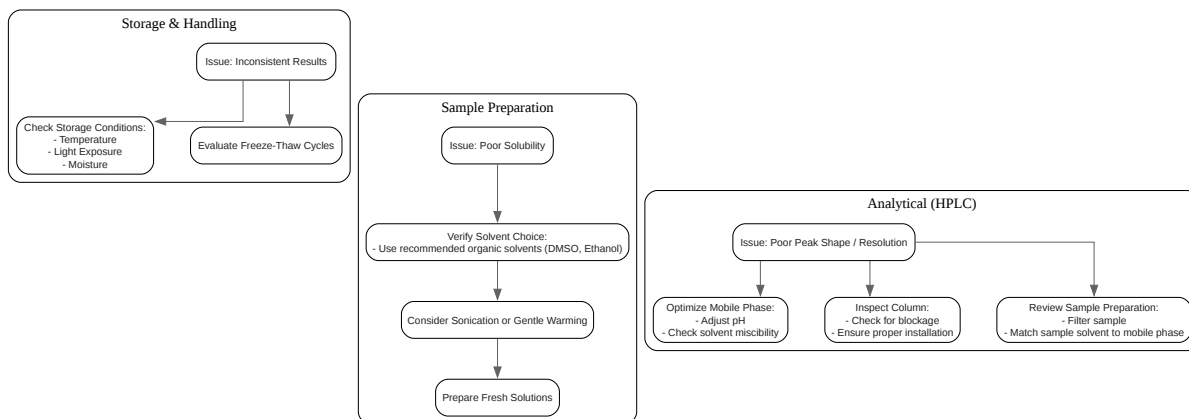 Storage & Handling
Issue: Inconsistent Results
Check Storage Conditions:
- Temperature
- Light Exposure
- Moisture
Evaluate Freeze-Thaw Cycles
Sample Preparation
Issue: Poor Solubility
Verify Solvent Choice:
- Use recommended organic solvents (DMSO, Ethanol)
Consider Sonication or Gentle Warming
Prepare Fresh Solutions
Analytical (HPLC)
Issue: Poor Peak Shape / Resolution
Optimize Mobile Phase:
- Adjust pH
- Check solvent miscibility
Inspect Column:
- Check for blockage
- Ensure proper installation
Review Sample Preparation:
- Filter sample
- Match sample solvent to mobile phase